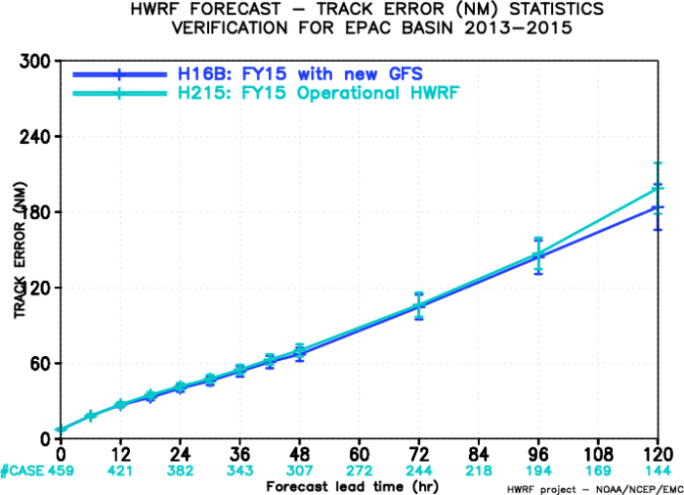 HWRF FORECAST – TRACK ERROR (NM) STATISTICS
VERIFICATION FOR EPAC BASIN 2013–2015
H16B: FY15 with new GFS
H215: FY15 Operational HWRF
300
240
180
120
60
0
TRACK ERROR (NM)
0 12 24 36 48 60 72 84 96 108 120
#CASE 459 421 382 343 307 272 244 218 194 169 144
Forecast lead time (hr)
HWRF project – NOAA/NCEP/EMC